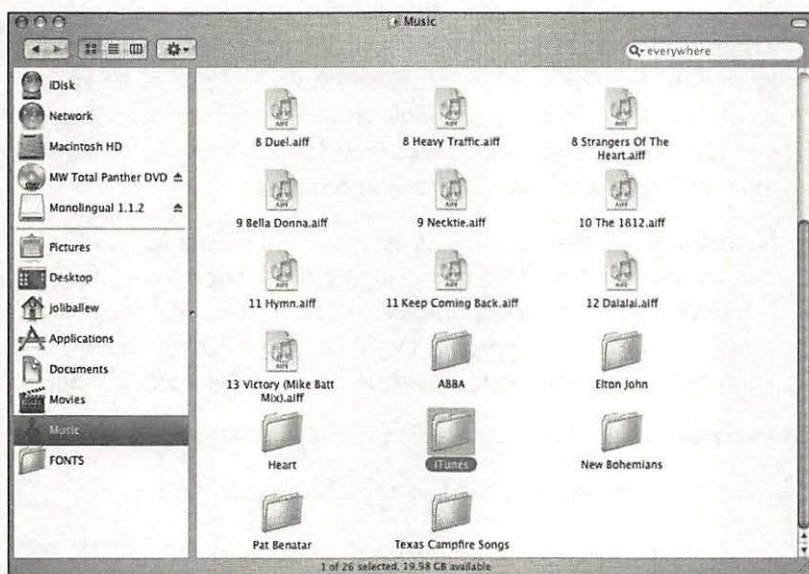 Music
everywhere
iDisk
Network
Macintosh HD
MW Total Panther DVD
Monolingual 1.1.2
Pictures
Desktop
joliballew
Applications
Documents
Movies
Music
FONTS
8 Duel.aiff
8 Heavy Traffic.aiff
8 Strangers Of The
Heart.aiff
9 Bella Donna.aiff
9 Necktie.aiff
10 The 1812.aiff
11 Hymn.aiff
11 Keep Coming Back.aiff
12 Dalalai.aiff
13 Victory (Mike Batt
Mix).aiff
ABBA
Elton John
Heart
iTunes
New Bohemians
Pat Benatar
Texas Campfire Songs
1 of 26 selected, 19.98 GB available